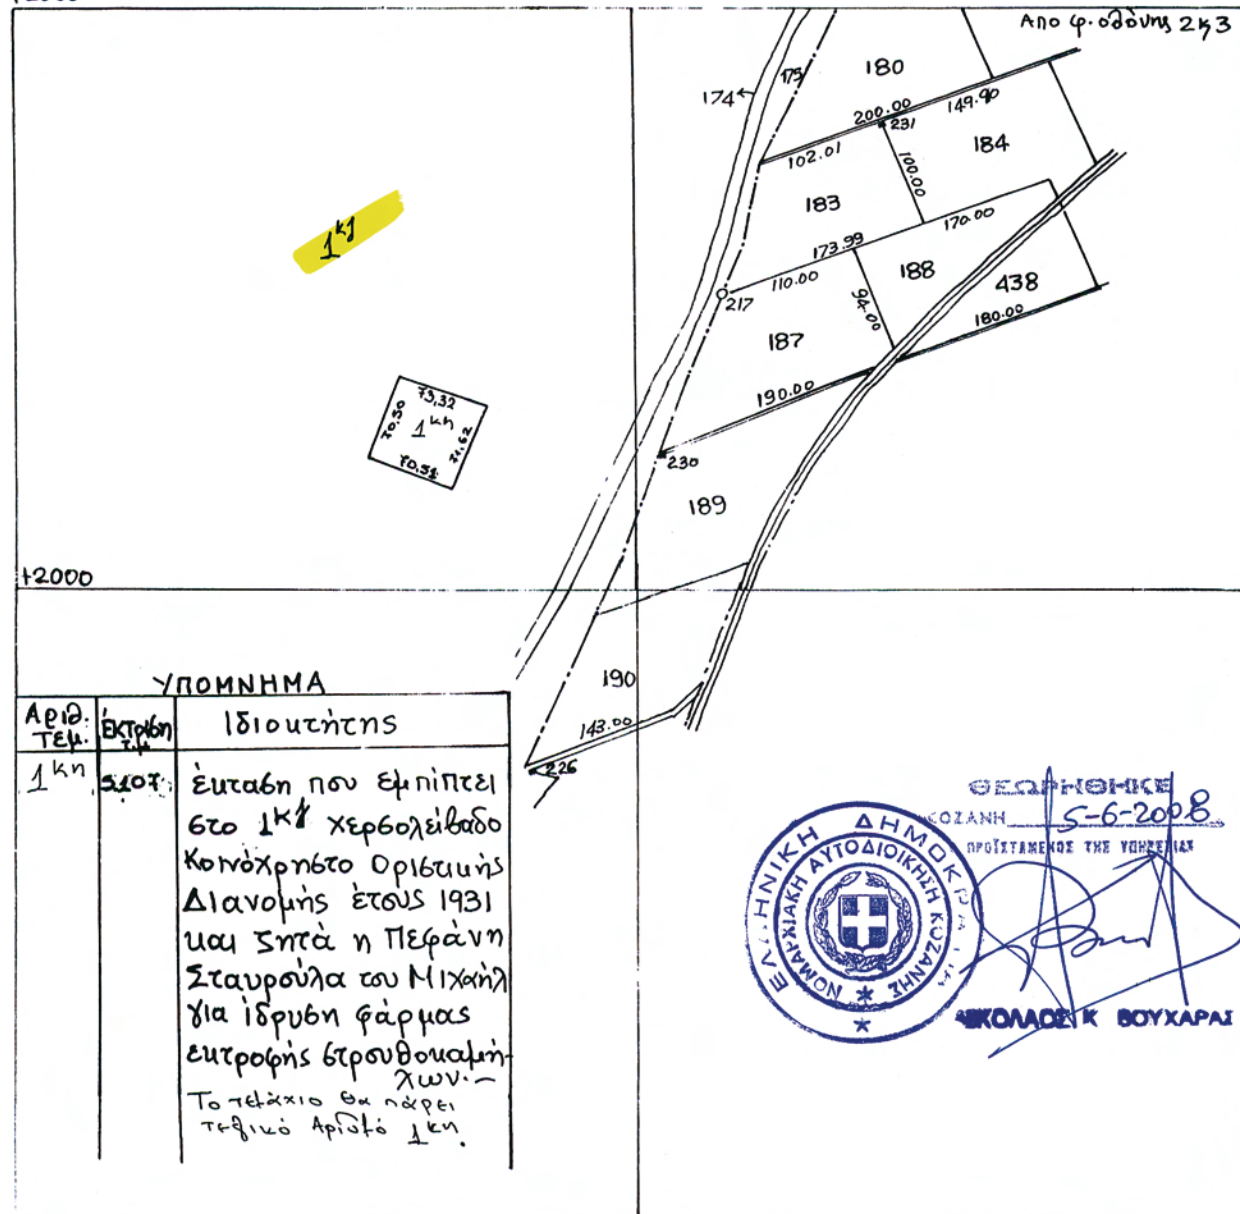 Απο φ. οθόνης 2κ3
180
175
174
200.00
149.90
231
102.01
184
100.00
183
170.00
173.99
188
110.00
438
217
94.00
180.00
187
190.00
230
189
190
143.00
226
1κζ
73,32
70,50
1κη
71,62
70,51
+2000
ΥΠΟΜΝΗΜΑ
Αριθ. Τεμ.
έκταση τ.μ
Ιδιοκτήτης
1κη
5107
έκταση που εμπίπτει
στο 1κζ χερσολείβαδο
Κοινόχρηστο Οριστικής
Διανομής έτους 1931
και ζητά η Πεφάνη
Σταυρούλα του Μιχαήλ
για ίδρυση φάρμας
εκτροφής στρουθοκαμή-
λων.-
Το τεμάχιο θα πάρει
τελικό Αριθμό 1κη.
ΘΕΩΡΗΘΗΚΕ
ΚΟΖΑΝΗ 5-6-2008
ΠΡΟΪΣΤΑΜΕΝΟΣ ΤΗΣ ΥΠΗΡΕΣΙΑΣ
ΕΛΛΗΝΙΚΗ ΔΗΜΟΚΡΑΤΙΑ
ΝΟΜΑΡΧΙΑΚΗ ΑΥΤΟΔΙΟΙΚΗΣΗ ΚΟΖΑΝΗΣ
ΝΙΚΟΛΑΟΣ Κ ΒΟΥΧΑΡΑΣ